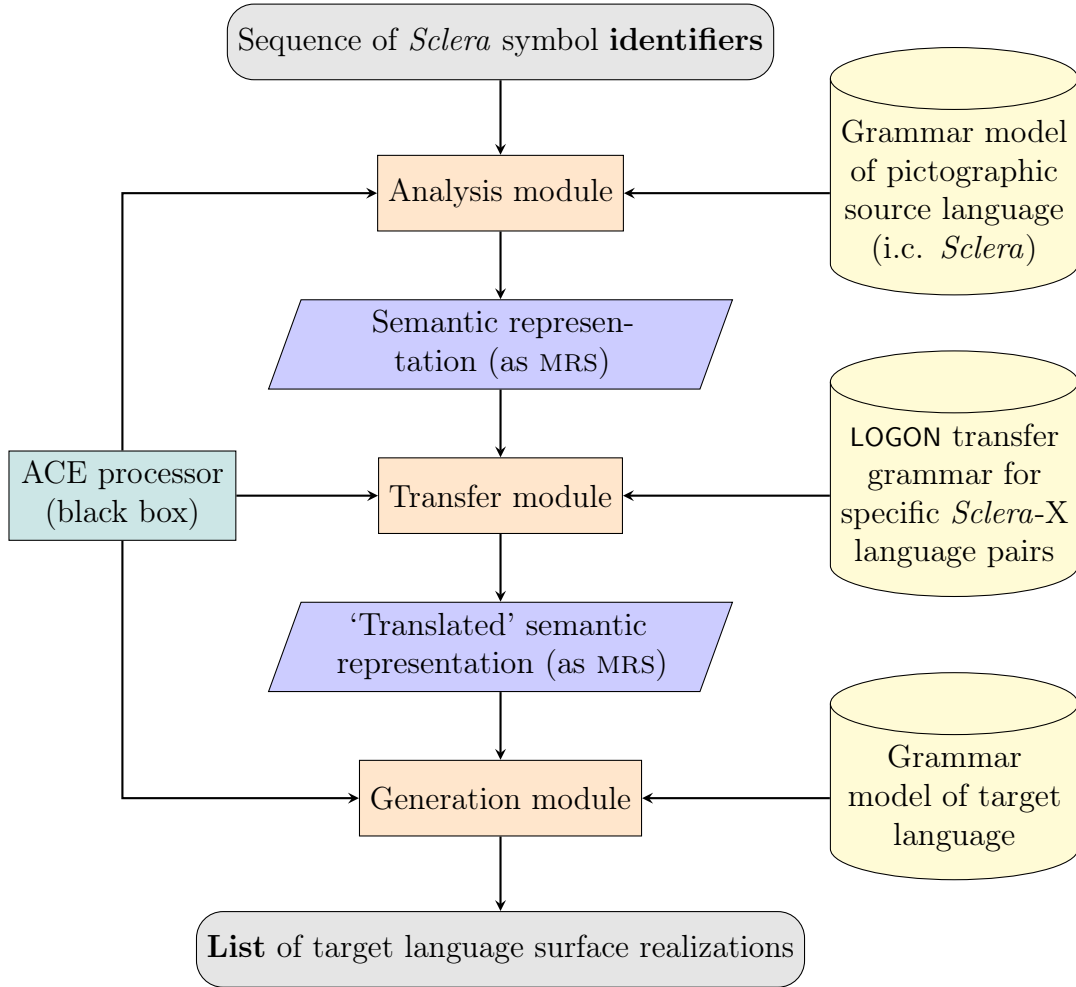 Sequence of Sclera symbol identifiers
Grammar model
of pictographic
source language
(i.c. Sclera)
Analysis module
Semantic represen-
tation (as MRS)
LOGON transfer
grammar for
specific Sclera-X
language pairs
ACE processor
(black box)
Transfer module
‘Translated’ semantic
representation (as MRS)
Grammar
model of target
language
Generation module
List of target language surface realizations